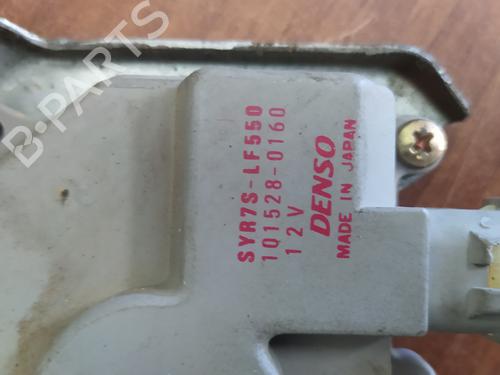 SYR7S-LF550
101528-0160
12V
DENSO
MADE IN JAPAN
B-PARTS